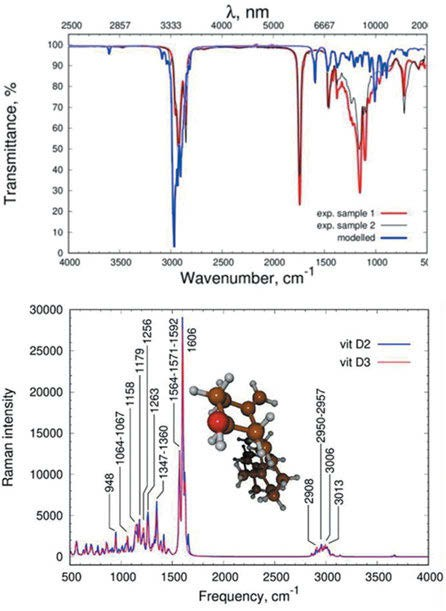 λ, nm
2500 2857 3333 4000 5000 6667 10000
Transmittance, %
100
90
80
70
60
50
40
30
20
10
0
exp. sample 1
exp. sample 2
modelled
4000 3500 3000 2500 2000 1500 1000
Wavenumber, cm-1
30000
25000
20000
15000
10000
5000
0
Raman intensity
vit D2
vit D3
948
1064-1067
1158
1179
1256
1263
1347-1360
1564-1571-1592
1606
2908
2950-2957
3006
3013
500 1000 1500 2000 2500 3000 3500 4000
Frequency, cm-1